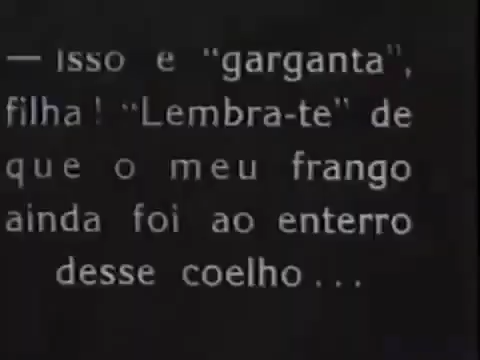 — Isso e "garganta",
filha! "Lembra-te" de
que o meu frango
ainda foi ao enterro
desse coelho...